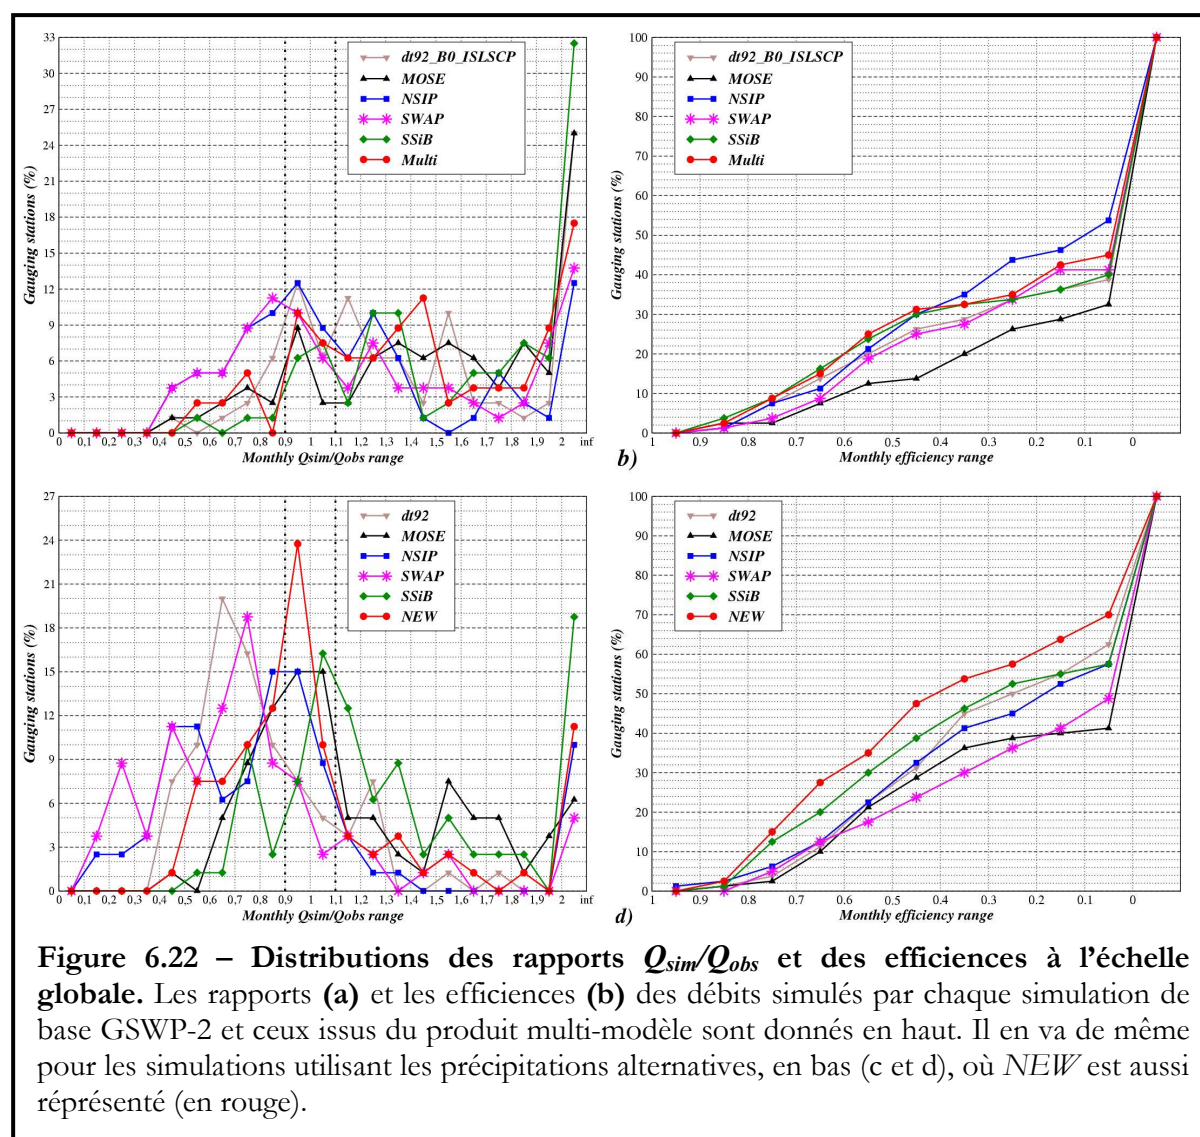 33
30
27
24
21
18
15
12
9
6
3
0
Gauging stations (%)
dt92_B0_ISLSCP
MOSE
NSIP
SWAP
SSiB
Multi
0 0,1 0,2 0,3 0,4 0,5 0,6 0,7 0,8 0,9 1 1,1 1,2 1,3 1,4 1,5 1,6 1,7 1,8 1,9 2 inf
Monthly Qsim/Qobs range
100
90
80
70
60
50
40
30
20
10
0
Gauging stations (%)
dt92_B0_ISLSCP
MOSE
NSIP
SWAP
SSiB
Multi
1 0.9 0.8 0.7 0.6 0.5 0.4 0.3 0.2 0.1 0
b) Monthly efficiency range
27
24
21
18
15
12
9
6
3
0
Gauging stations (%)
dt92
MOSE
NSIP
SWAP
SSiB
NEW
0 0,1 0,2 0,3 0,4 0,5 0,6 0,7 0,8 0,9 1 1,1 1,2 1,3 1,4 1,5 1,6 1,7 1,8 1,9 2 inf
Monthly Qsim/Qobs range
100
90
80
70
60
50
40
30
20
10
0
Gauging stations (%)
dt92
MOSE
NSIP
SWAP
SSiB
NEW
1 0.9 0.8 0.7 0.6 0.5 0.4 0.3 0.2 0.1 0
d) Monthly efficiency range
Figure 6.22 – Distributions des rapports Qsim/Qobs et des efficiences à l'échelle
globale. Les rapports (a) et les efficiences (b) des débits simulés par chaque simulation de
base GSWP-2 et ceux issus du produit multi-modèle sont donnés en haut. Il en va de même
pour les simulations utilisant les précipitations alternatives, en bas (c et d), où NEW est aussi
réprésenté (en rouge).